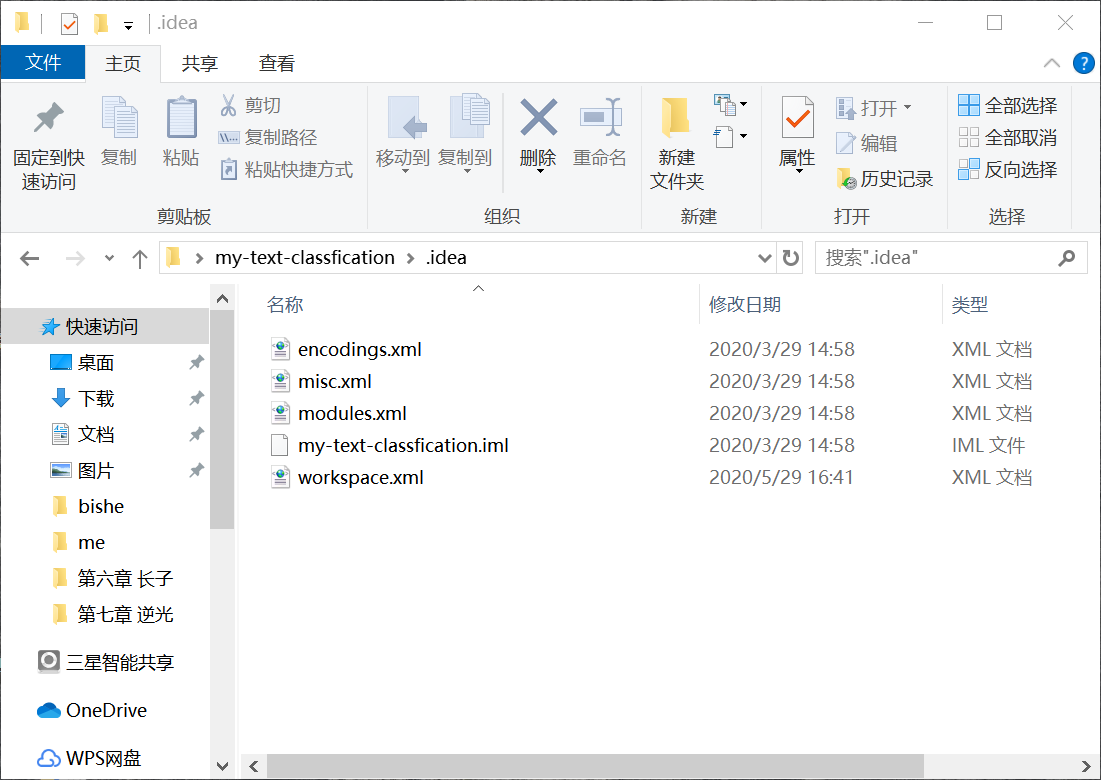 .idea
文件 主页 共享 查看
固定到快速访问
复制
粘贴
剪切
复制路径
粘贴快捷方式
剪贴板
移动到
复制到
删除
重命名
组织
新建
文件夹
新建
属性
打开
编辑
历史记录
打开
全部选择
全部取消
反向选择
选择
my-text-classfication .idea
搜索".idea"
快速访问
桌面
下载
文档
图片
bishe
me
第六章 长子
第七章 逆光
三星智能共享
OneDrive
WPS网盘
名称 修改日期 类型
encodings.xml 2020/3/29 14:58 XML 文档
misc.xml 2020/3/29 14:58 XML 文档
modules.xml 2020/3/29 14:58 XML 文档
my-text-classfication.iml 2020/3/29 14:58 IML 文件
workspace.xml 2020/5/29 16:41 XML 文档